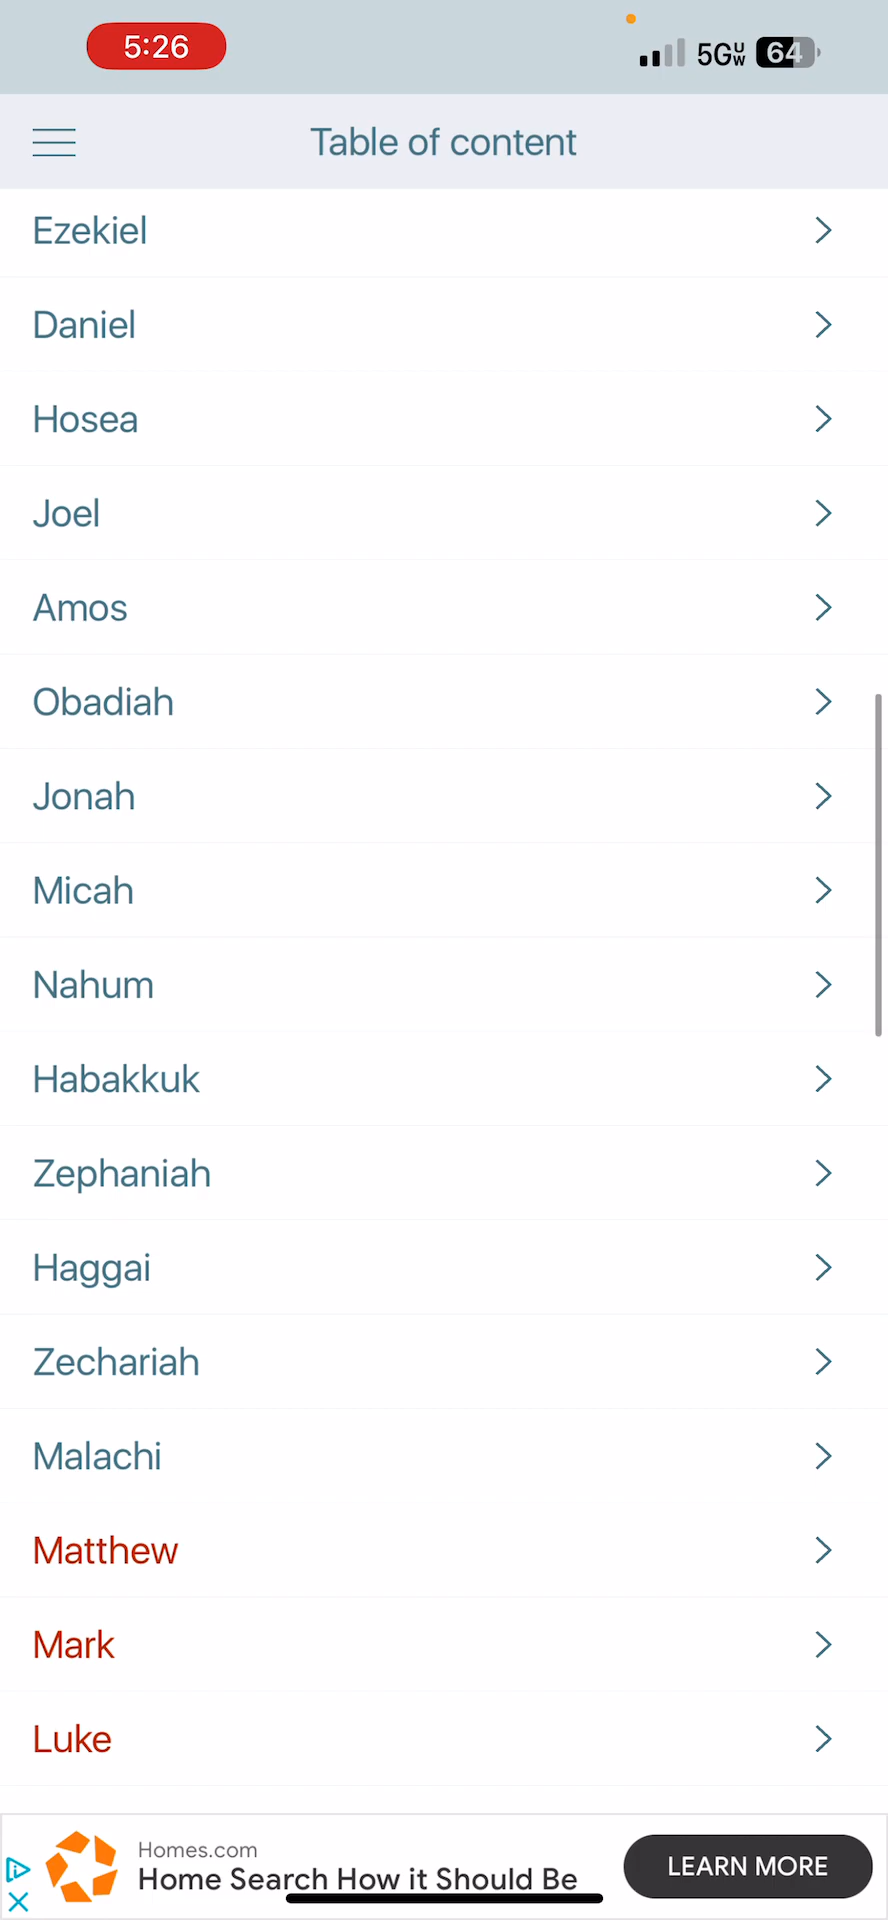 5:26
5GUW 64
Table of content
Ezekiel
Daniel
Hosea
Joel
Amos
Obadiah
Jonah
Micah
Nahum
Habakkuk
Zephaniah
Haggai
Zechariah
Malachi
Matthew
Mark
Luke
Homes.com
Home Search How it Should Be
LEARN MORE